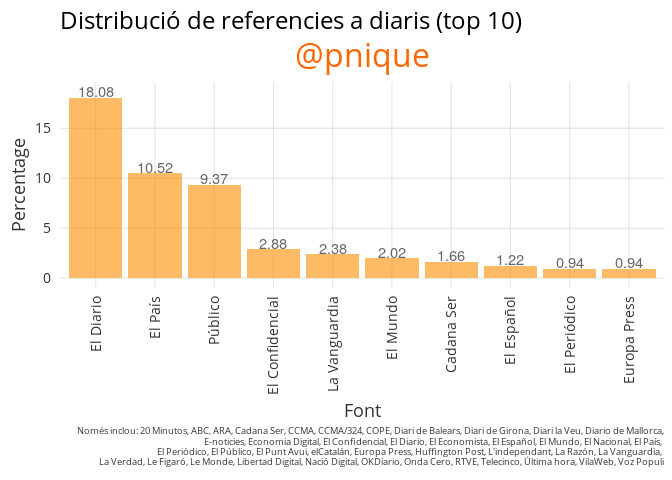 Distribució de referencies a diaris (top 10)
@pnique
Percentage
15
10
5
0
18.08
10.52
9.37
2.88
2.38
2.02
1.66
1.22
0.94
0.94
El Diario
El País
Público
El Confidencial
La Vanguardia
El Mundo
Cadana Ser
El Español
El Periódico
Europa Press
Font
Només inclou: 20 Minutos, ABC, ARA, Cadana Ser, CCMA, CCMA/324, COPE, Diari de Balears, Diari de Girona, Diari la Veu, Diario de Mallorca,
E-noticies, Economia Digital, El Confidencial, El Diario, El Economista, El Español, El Mundo, El Nacional, El País,
El Periódico, El Público, El Punt Avui, elCatalán, Europa Press, Huffington Post, L'independant, La Razón, La Vanguardia,
La Verdad, Le Figaró, Le Monde, Libertad Digital, Nació Digital, OKDiario, Onda Cero, RTVE, Telecinco, Última hora, VilaWeb, Voz Populi